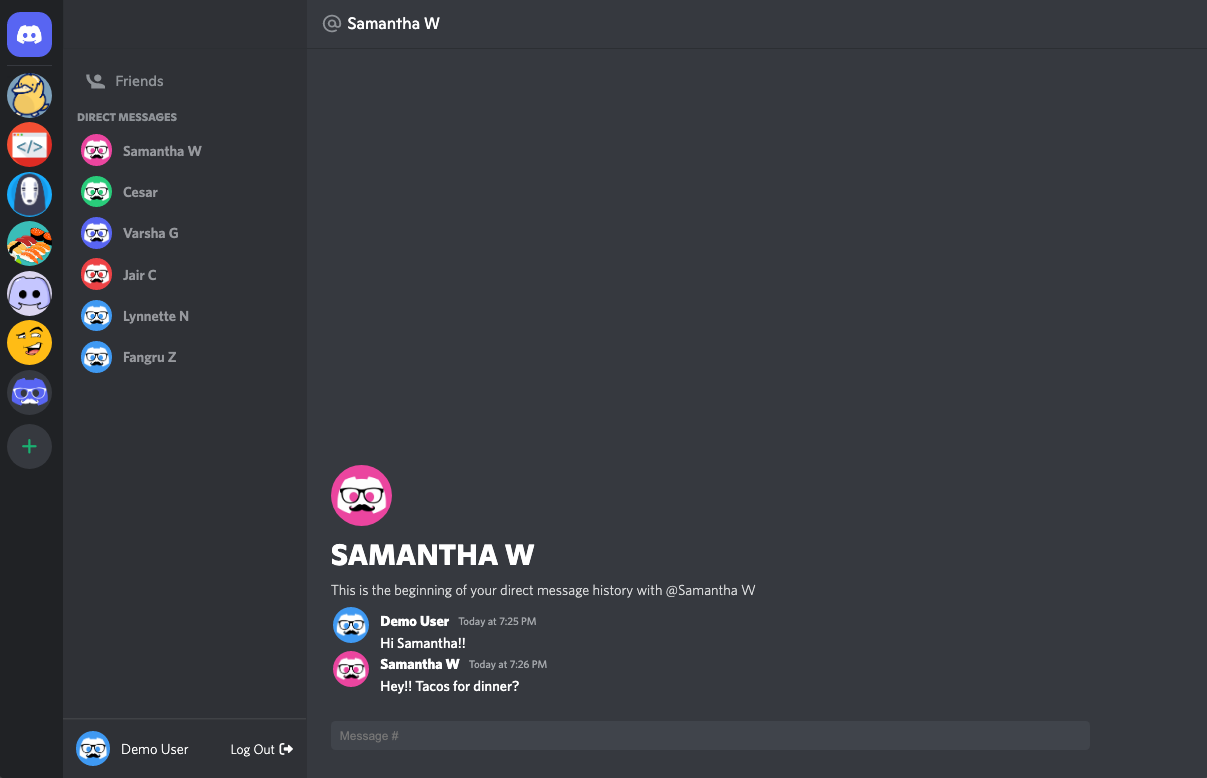 @ Samantha W
Friends
DIRECT MESSAGES
Samantha W
Cesar
Varsha G
Jair C
Lynnette N
Fangru Z
</>
+
SAMANTHA W
This is the beginning of your direct message history with @Samantha W
Demo User Today at 7:25 PM
Hi Samantha!!
Samantha W Today at 7:26 PM
Hey!! Tacos for dinner?
Message #
Demo User Log Out